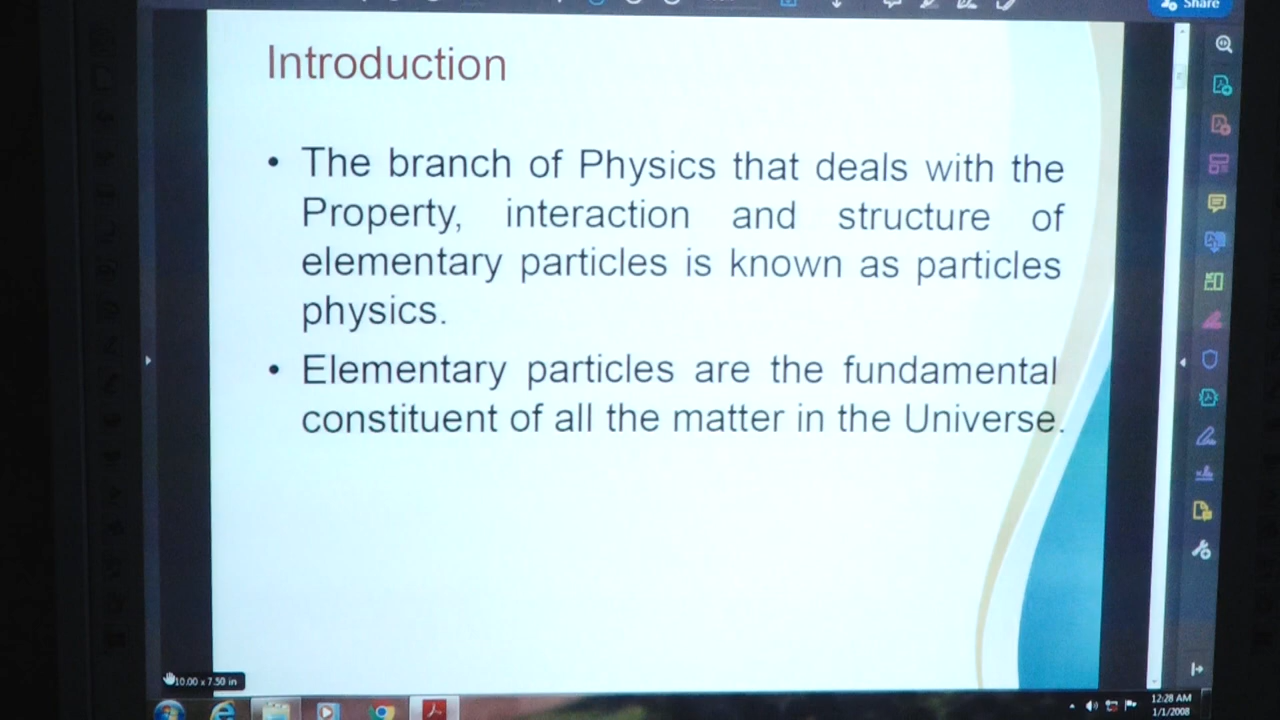 Share
Introduction
• The branch of Physics that deals with the
Property, interaction and structure of
elementary particles is known as particles
physics.
• Elementary particles are the fundamental
constituent of all the matter in the Universe.
10.00 x 7.50 in
12:28 AM
1/1/2008